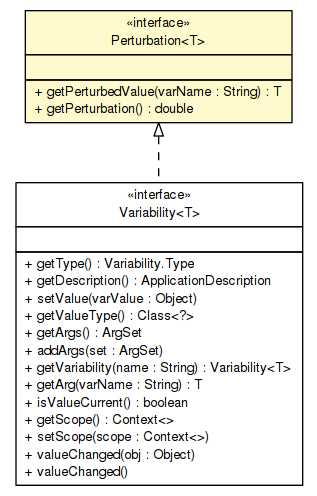 «interface»
Perturbation<T>
+ getPerturbedValue(varName : String) : T
+ getPerturbation() : double
«interface»
Variability<T>
+ getType() : Variability.Type
+ getDescription() : ApplicationDescription
+ setValue(varValue : Object)
+ getValueType() : Class<?>
+ getArgs() : ArgSet
+ addArgs(set : ArgSet)
+ getVariability(name : String) : Variability<T>
+ getArg(varName : String) : T
+ isValueCurrent() : boolean
+ getScope() : Context<>
+ setScope(scope : Context<>)
+ valueChanged(obj : Object)
+ valueChanged()